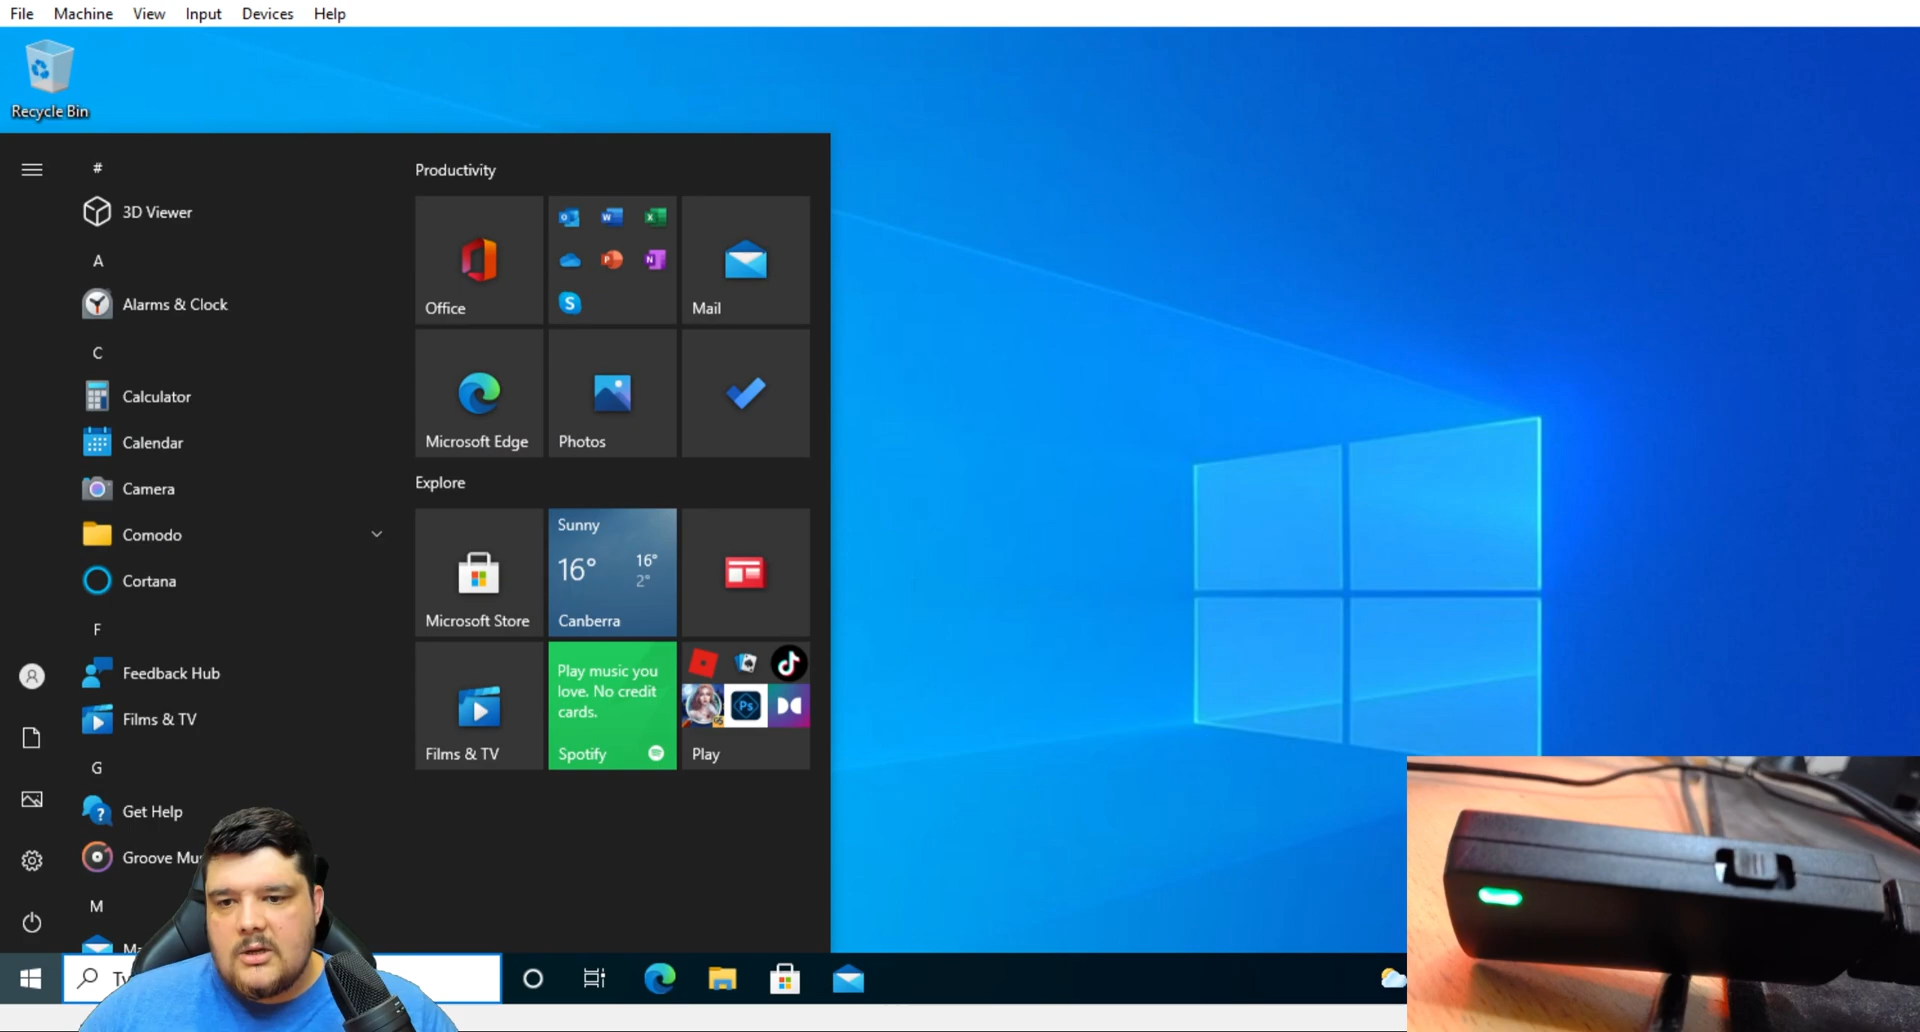 File Machine View Input Devices Help
Recycle Bin
#
3D Viewer
A
Alarms & Clock
C
Calculator
Calendar
Camera
Comodo
Cortana
F
Feedback Hub
Films & TV
G
Get Help
Groove
M
Productivity
Office
Mail
Microsoft Edge
Photos
Explore
Microsoft Store
Sunny
16° 16°
2°
Canberra
Films & TV
Play music you
love. No credit
cards.
Spotify
Ps
Play